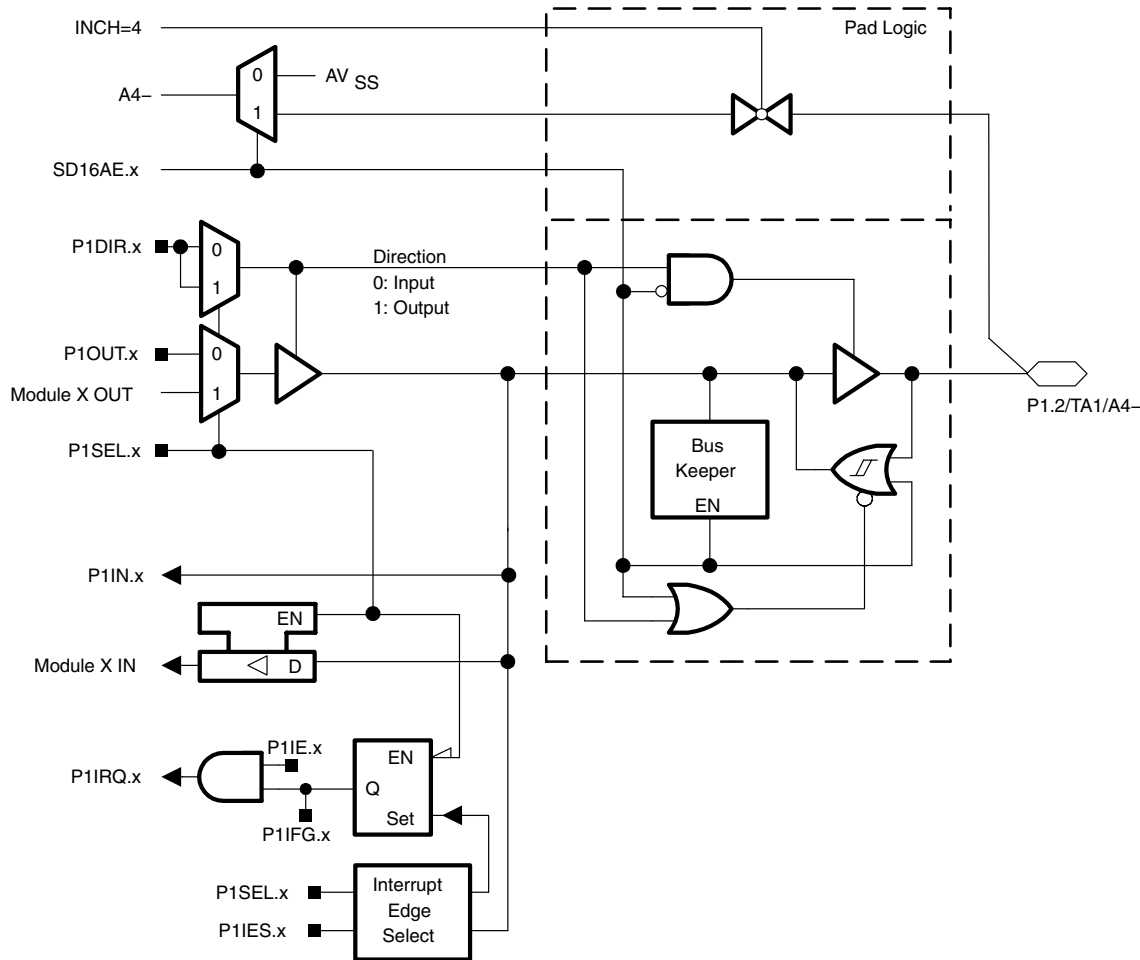 INCH=4
Pad Logic
0
AV SS
A4–
1
SD16AE.x
P1DIR.x
0
1
Direction
0: Input
1: Output
P1OUT.x
0
Module X OUT
1
P1.2/TA1/A4–
P1SEL.x
Bus
Keeper
EN
P1IN.x
EN
Module X IN
D
P1IE.x
P1IRQ.x
EN
Q
Set
P1IFG.x
P1SEL.x
P1IES.x
Interrupt
Edge
Select